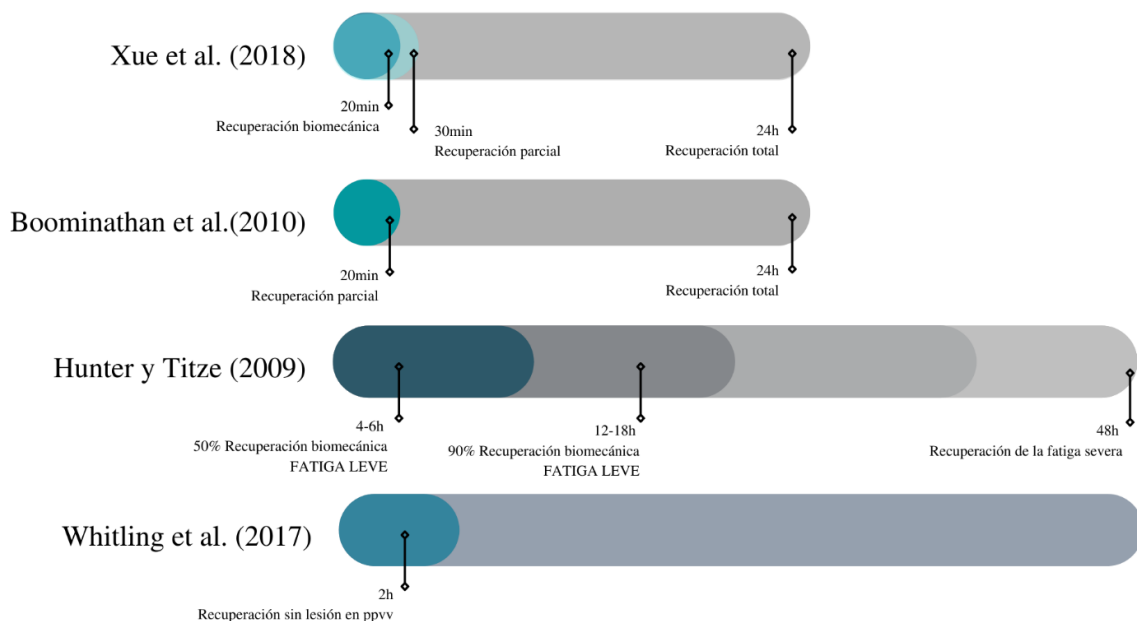 Xue et al. (2018)
20min
Recuperación biomecánica
30min
Recuperación parcial
24h
Recuperación total
Boominathan et al.(2010)
20min
Recuperación parcial
24h
Recuperación total
Hunter y Titze (2009)
4-6h
50% Recuperación biomecánica
FATIGA LEVE
12-18h
90% Recuperación biomecánica
FATIGA LEVE
48h
Recuperación de la fatiga severa
Whitling et al. (2017)
2h
Recuperación sin lesión en ppvv